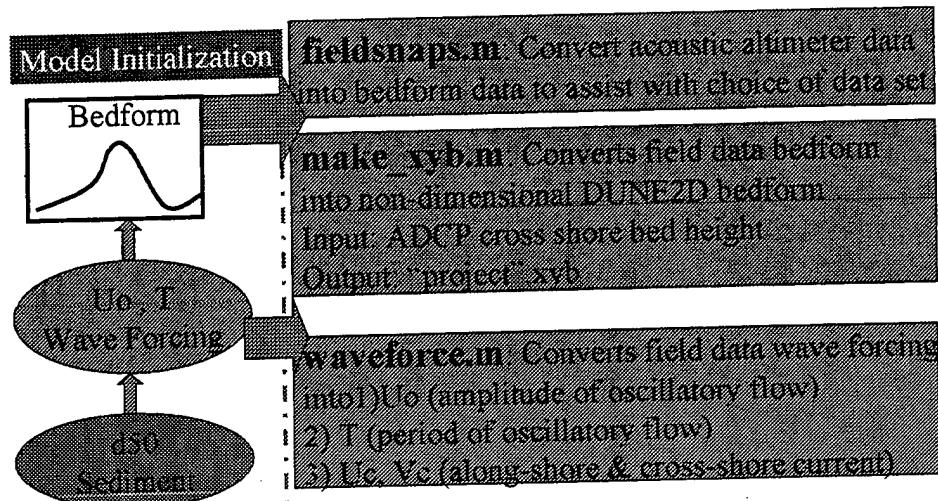 Model Initialization
Bedform
Uo, T
Wave Forcing
d50
Sediment
fieldsnaps.m: Convert acoustic altimeter data
into bedform data to assist with choice of data set
make_xyb.m: Converts field data bedform
into non-dimensional DUNE2D bedform
Input: ADCP cross shore bed height
Output: "project".xyb
waveforce.m: Converts field data wave forcing
into1)Uo (amplitude of oscillatory flow)
2) T (period of oscillatory flow)
3) Uc, Vc (along-shore & cross-shore current)